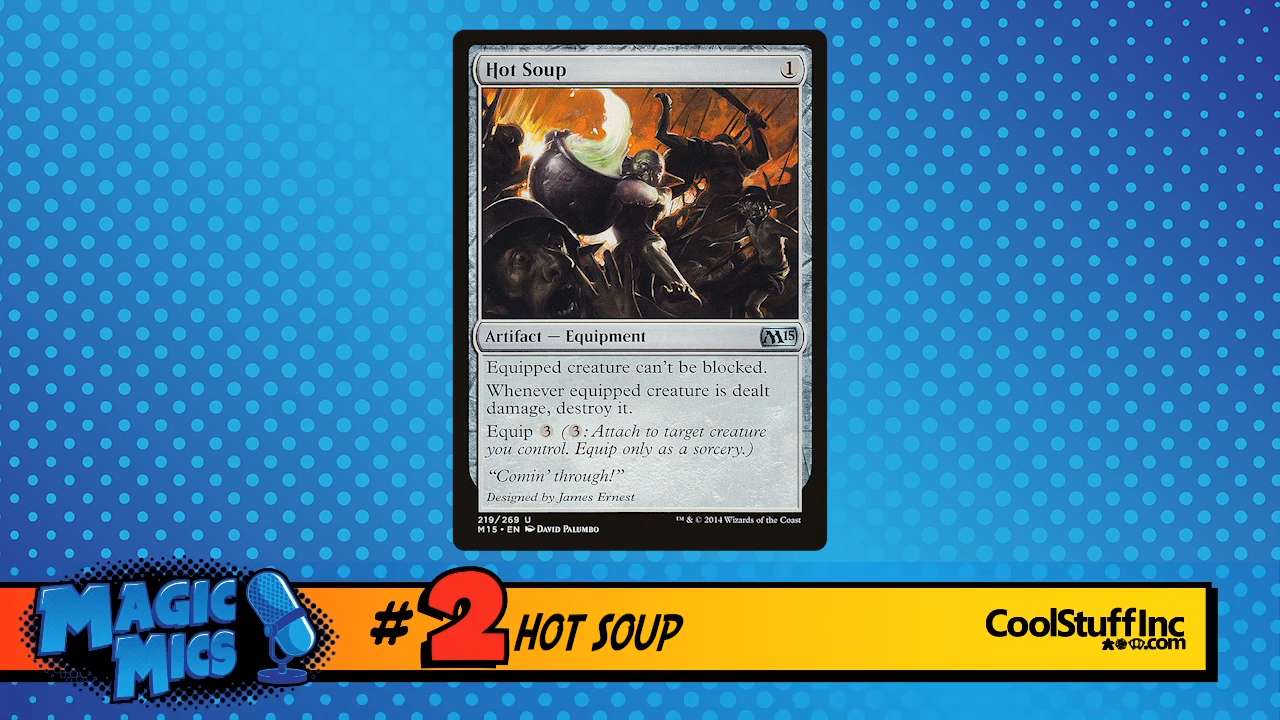 Hot Soup 1
Artifact — Equipment M15
Equipped creature can't be blocked.
Whenever equipped creature is dealt
damage, destroy it.
Equip 3 (3: Attach to target creature
you control. Equip only as a sorcery.)
“Comin’ through!”
Designed by James Ernest
219/269 U
M15 • EN DAVID PALUMBO
™ & © 2014 Wizards of the Coast
MAGIC
MICS
#2 HOT SOUP
CoolStuffInc
.com